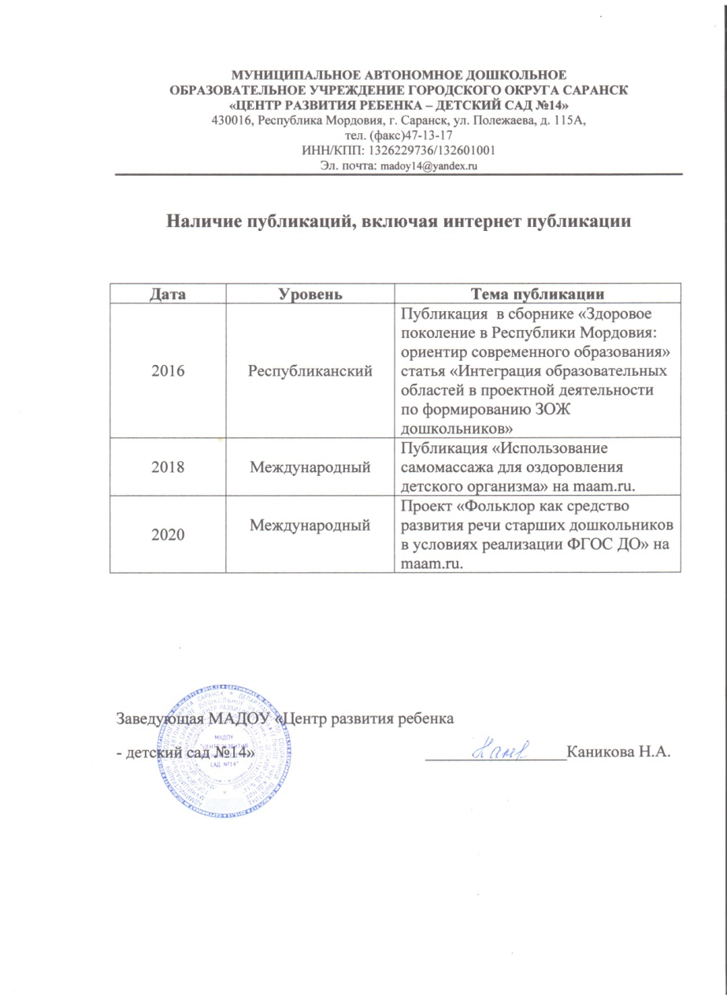 МУНИЦИПАЛЬНОЕ АВТОНОМНОЕ ДОШКОЛЬНОЕ
ОБРАЗОВАТЕЛЬНОЕ УЧРЕЖДЕНИЕ ГОРОДСКОГО ОКРУГА САРАНСК
«ЦЕНТР РАЗВИТИЯ РЕБЕНКА – ДЕТСКИЙ САД №14»
430016, Республика Мордовия, г. Саранск, ул. Полежаева, д. 115А,
тел. (факс)47-13-17
ИНН/КПП: 1326229736/132601001
Эл. почта: madoy14@yandex.ru
Наличие публикаций, включая интернет публикации
Дата Уровень Тема публикации
2016 Республиканский
Публикация в сборнике «Здоровое
поколение в Республики Мордовия:
ориентир современного образования»
статья «Интеграция образовательных
областей в проектной деятельности
по формированию ЗОЖ
дошкольников»
2018 Международный
Публикация «Использование
самомассажа для оздоровления
детского организма» на maam.ru.
2020 Международный
Проект «Фольклор как средство
развития речи старших дошкольников
в условиях реализации ФГОС ДО» на
maam.ru.
Заведующая МАДОУ «Центр развития ребенка
- детский сад №14» Каникова Н.А.
МАДОУ
"ЦЕНТР РАЗВИТИЯ
САД №14"